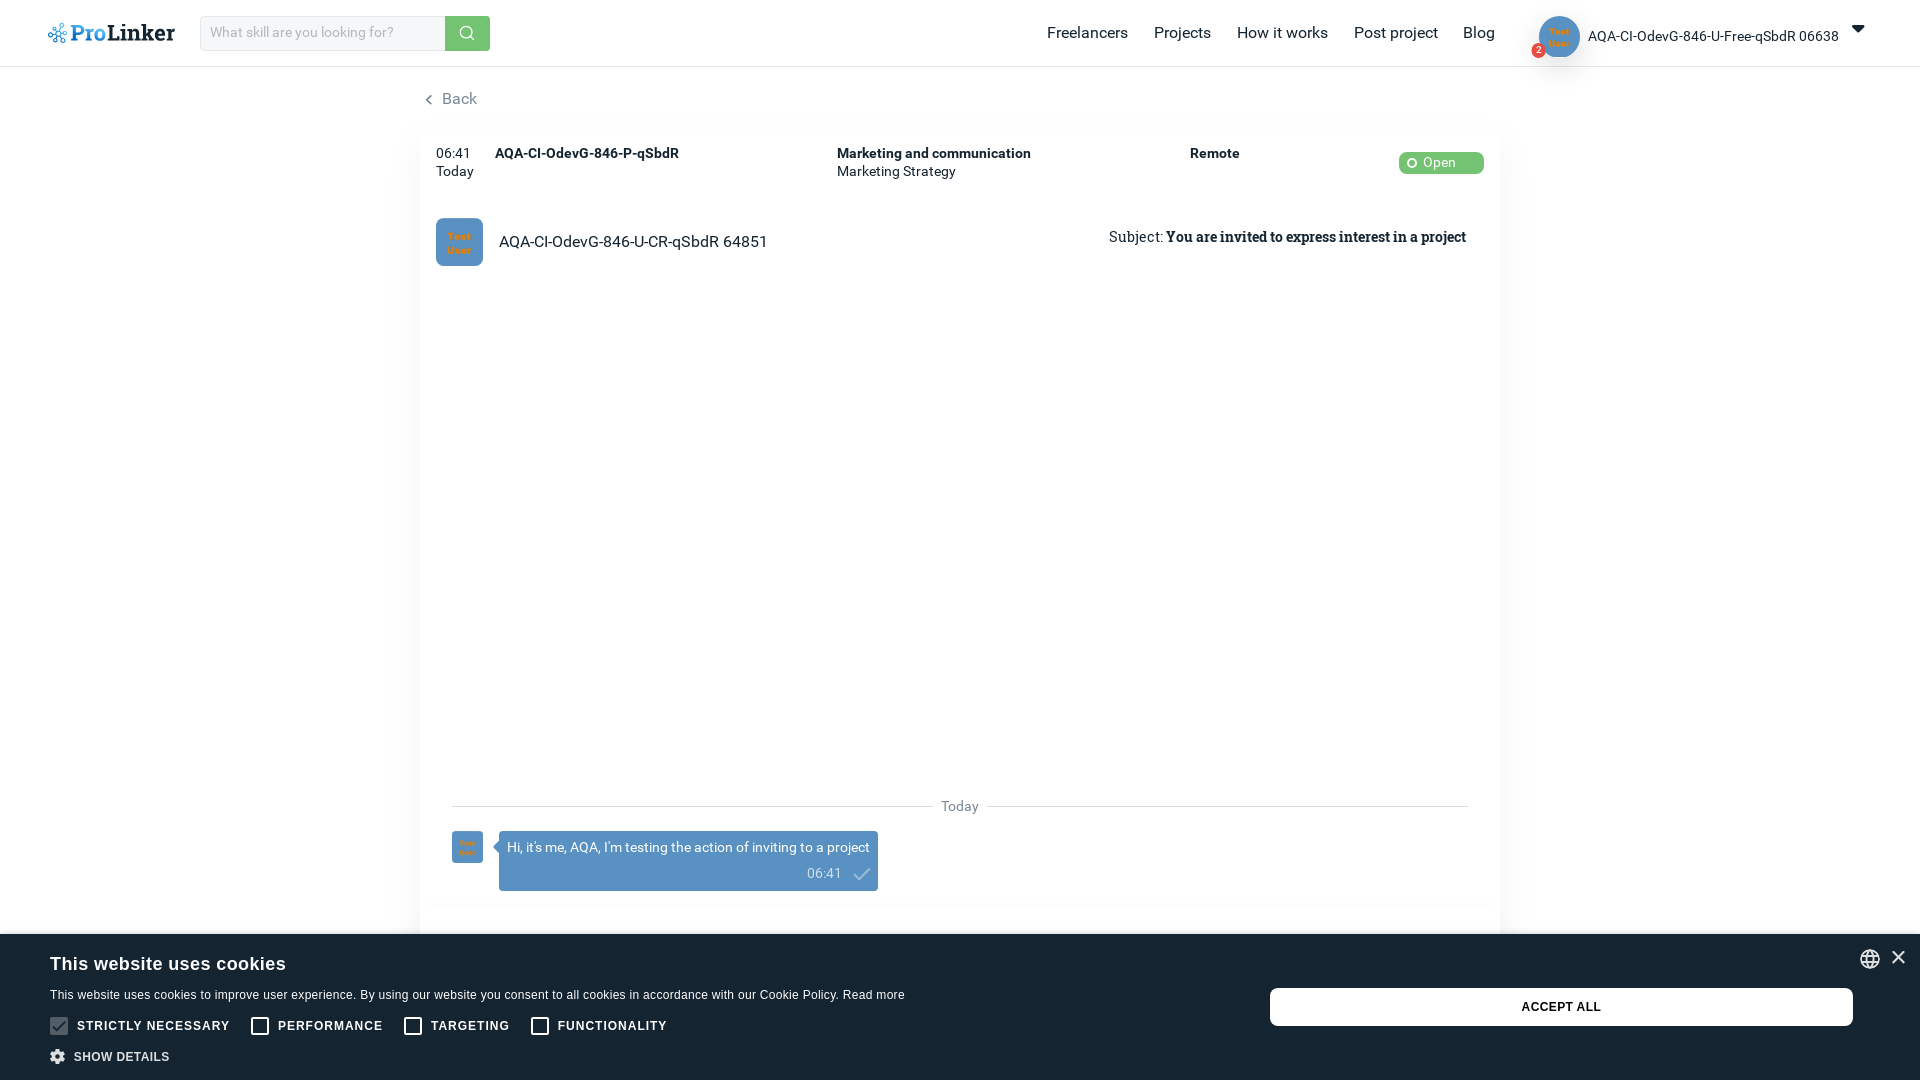 ProLinker
What skill are you looking for?
Freelancers
Projects
How it works
Post project
Blog
Test
User
2
AQA-CI-OdevG-846-U-Free-qSbdR 06638
Back
06:41
Today
AQA-CI-OdevG-846-P-qSbdR
Marketing and communication
Marketing Strategy
Remote
Open
Test
User
AQA-CI-OdevG-846-U-CR-qSbdR 64851
Subject: You are invited to express interest in a project
Today
Test
User
Hi, it's me, AQA, I'm testing the action of inviting to a project
06:41
This website uses cookies
This website uses cookies to improve user experience. By using our website you consent to all cookies in accordance with our Cookie Policy. Read more
STRICTLY NECESSARY
PERFORMANCE
TARGETING
FUNCTIONALITY
SHOW DETAILS
ACCEPT ALL
×